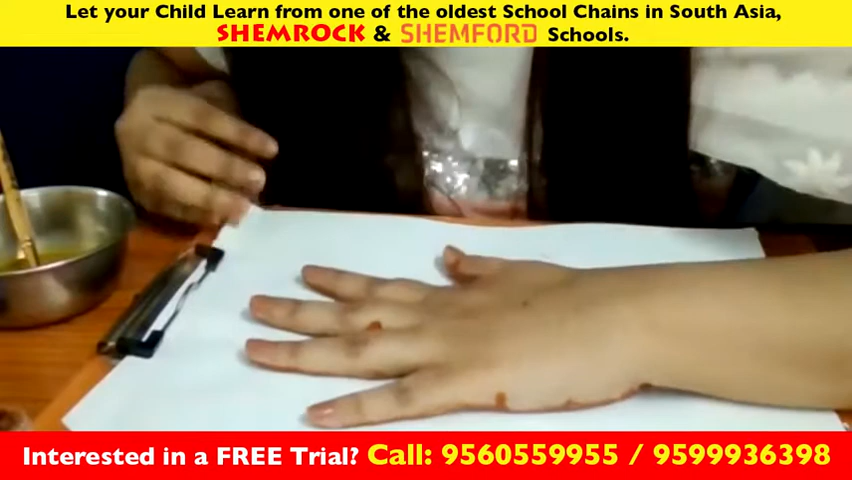 Let your Child Learn from one of the oldest School Chains in South Asia,
SHEMROCK & SHEMFORD Schools.
Interested in a FREE Trial? Call: 9560559955 / 9599936398